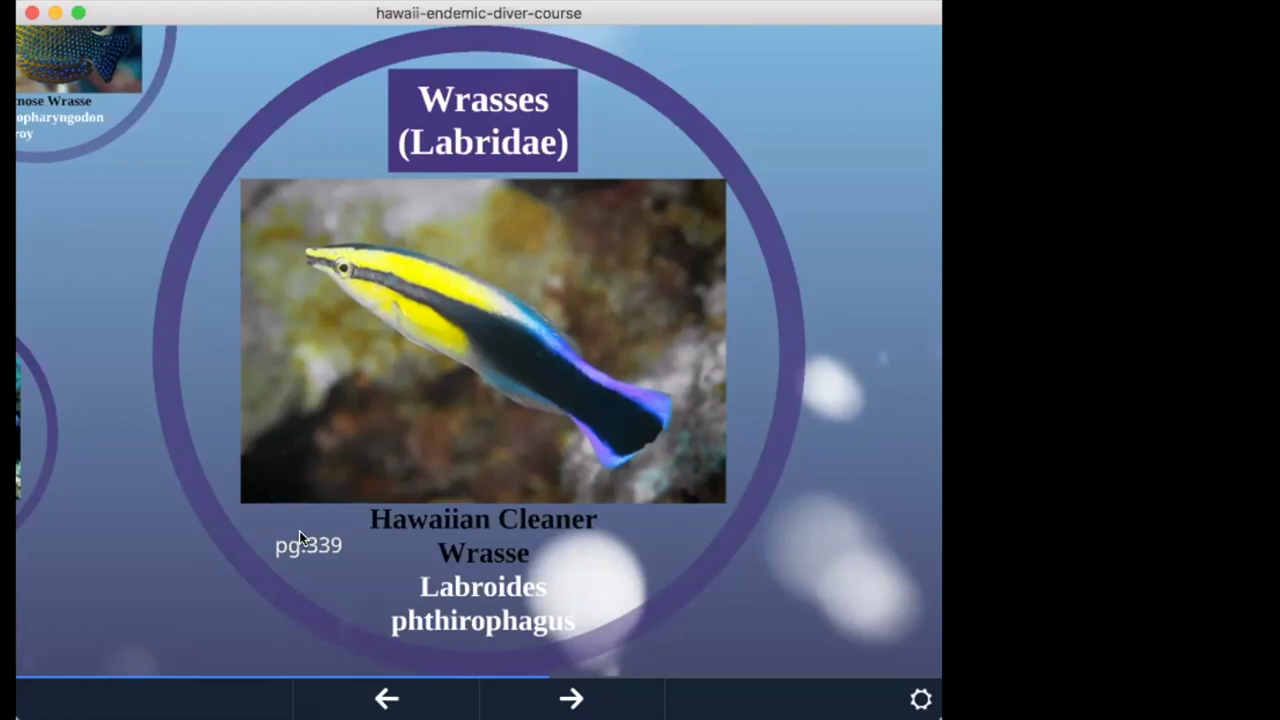 hawaii-endemic-diver-course
nose Wrasse
opharyngodon
roy
Wrasses
(Labridae)
Hawaiian Cleaner
Wrasse
pg.339
Labroides
phthirophagus